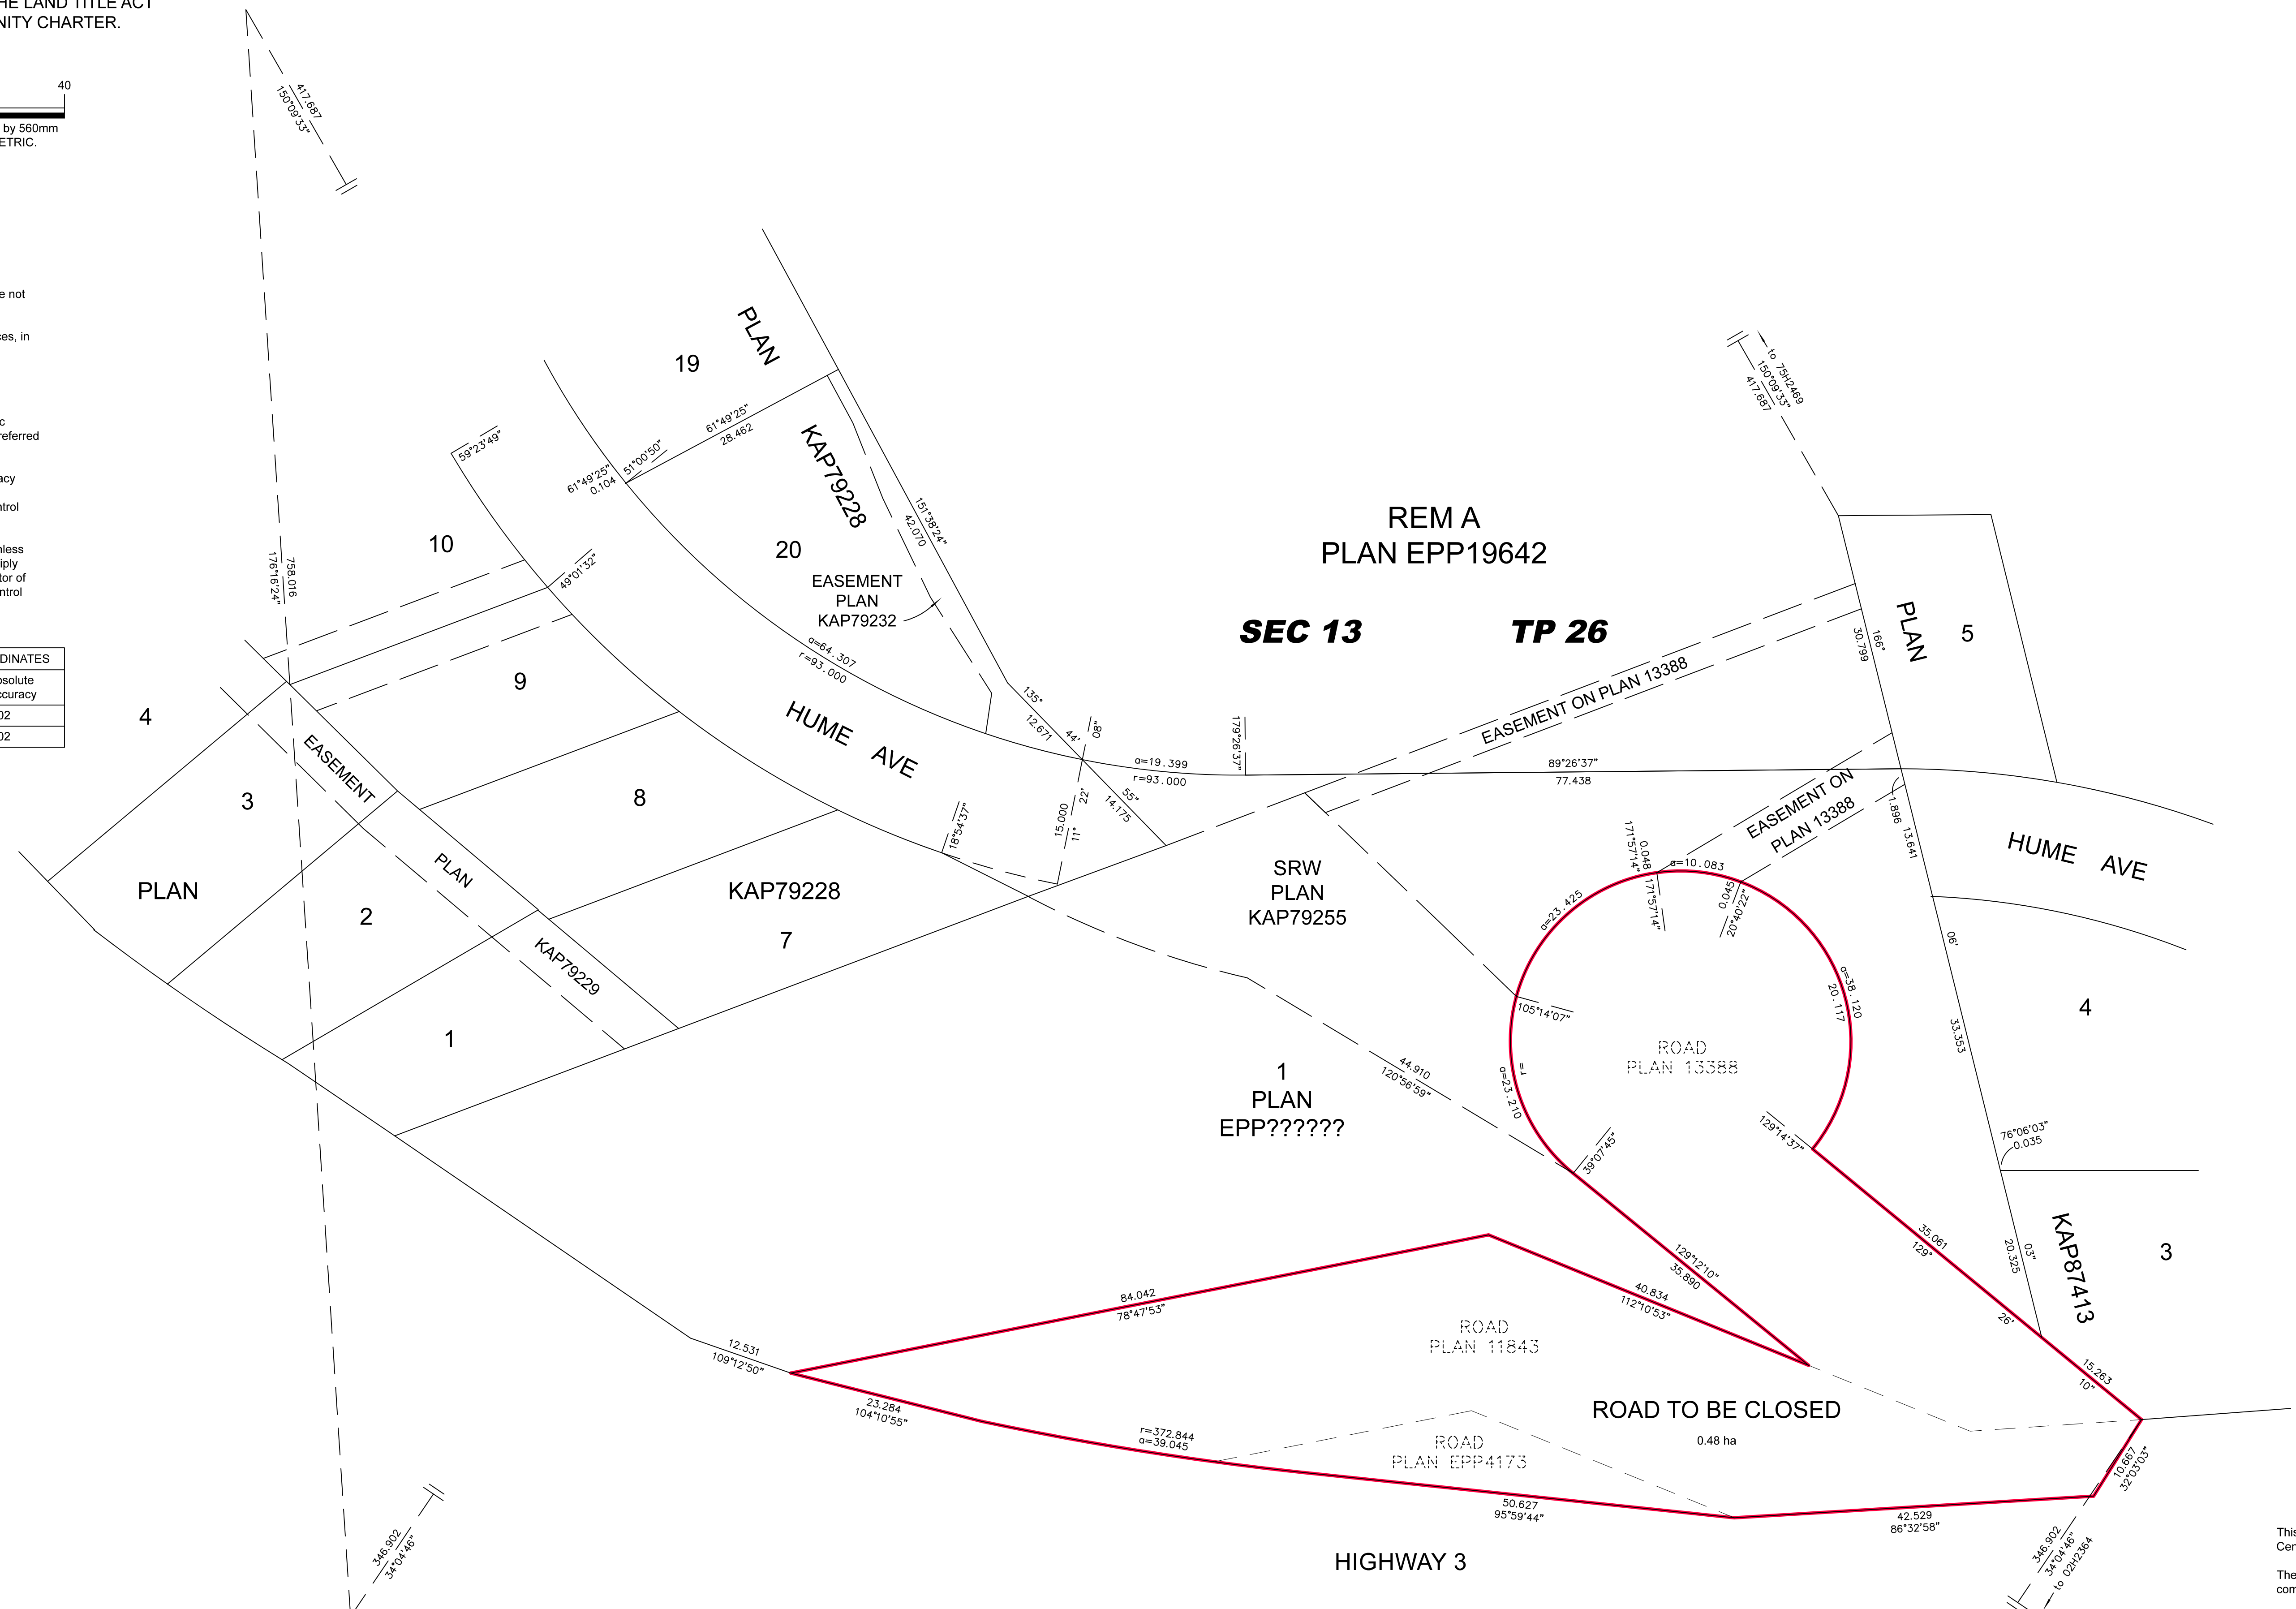 THE LAND TITLE ACT
NITY CHARTER.
40
by 560mm
ETRIC.
e not
ces, in
c
referred
acy
ntrol
nless
iply
tor of
ntrol
DINATES
bsolute
ccuracy
02
02
417.687
150°09'33"
758.016
176°16'24"
19
PLAN
KAP79228
61°49'25"
28.462
51°00'50"
61°49'25"
0.104
59°23'49"
10
20
EASEMENT
PLAN
KAP79232
151°38'24"
42.070
49°01'32"
a=64.307
r=93.000
REM A
PLAN EPP19642
SEC 13
TP 26
to 75H2469
150°09'33"
417.687
PLAN
5
166°
30.799
EASEMENT ON PLAN 13388
4
9
HUME AVE
135°
12.671
44'
08"
a=19.399
r=93.000
179°26'37"
89°26'37"
77.438
EASEMENT
PLAN
KAP79229
3
8
55"
14.175
15.000
22'
11°
18°54'37"
EASEMENT ON
PLAN 13388
1.896
13.641
HUME AVE
PLAN
2
KAP79228
7
SRW
PLAN
KAP79255
171°57'14"
0.048
171°57'14"
a=10.083
0.045
20°40'22"
a=23.425
a=38.120
20.117
06'
33.353
4
105°14'07"
ROAD
PLAN 13388
1
1
PLAN
EPP??????
44.910
120°56'59"
r=
a=23.210
39°07'45"
129°14'37"
76°06'03"
0.035
KAP87413
3
03"
20.325
35.061
129°
26'
129°12'10"
35.890
40.834
112°10'53"
84.042
78°47'53"
12.531
109°12'50"
ROAD
PLAN 11843
15.263
10"
23.284
104°10'55"
r=372.844
a=39.045
ROAD TO BE CLOSED
0.48 ha
ROAD
PLAN EPP4173
10.667
32°03'03"
50.627
95°59'44"
42.529
86°32'58"
HIGHWAY 3
346.902
34°04'46"
346.902
34°04'46"
to 02H2364
This
Cen
The
com